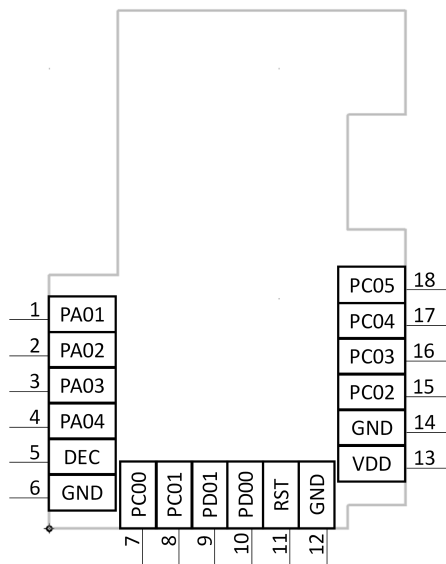 1 PA01
2 PA02
3 PA03
4 PA04
5 DEC
6 GND
PC00 PC01 PD01 PD00 RST GND
7 8 9 10 11 12
PC05 18
PC04 17
PC03 16
PC02 15
GND 14
VDD 13